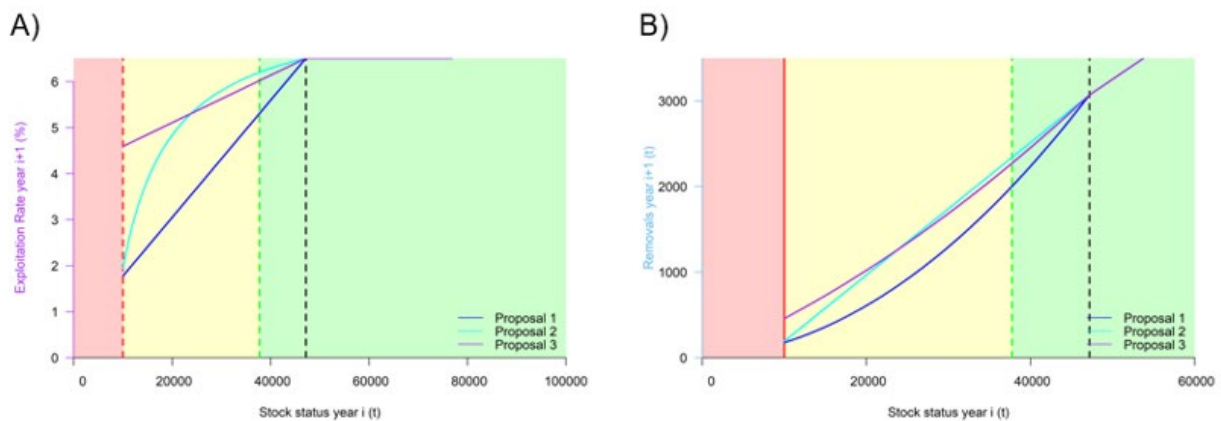 A)
Exploitation Rate year i+1 (%)
6
5
4
3
2
1
0
0 20000 40000 60000 80000 100000
Stock status year i (t)
Proposal 1
Proposal 2
Proposal 3
B)
Removals year i+1 (t)
3000
2000
1000
0
0 20000 40000 60000
Stock status year i (t)
Proposal 1
Proposal 2
Proposal 3